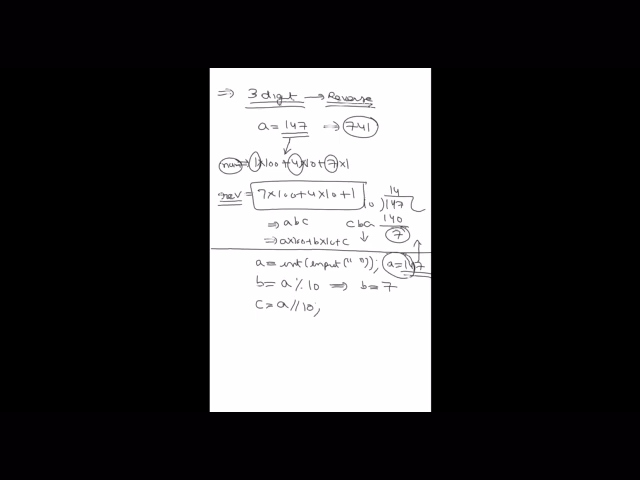 ⇒ 3 digit → Reverse
a = 147 ⇒ 741
num = 1×100+4×10+7×1
rev = 7×100+4×10+1
14
10)147(
140
7
⇒ abc cba
⇒ a×100+b×10+c
a = int(input(" ")); a=147
b = a % 10 ⇒ b = 7
c = a//10;